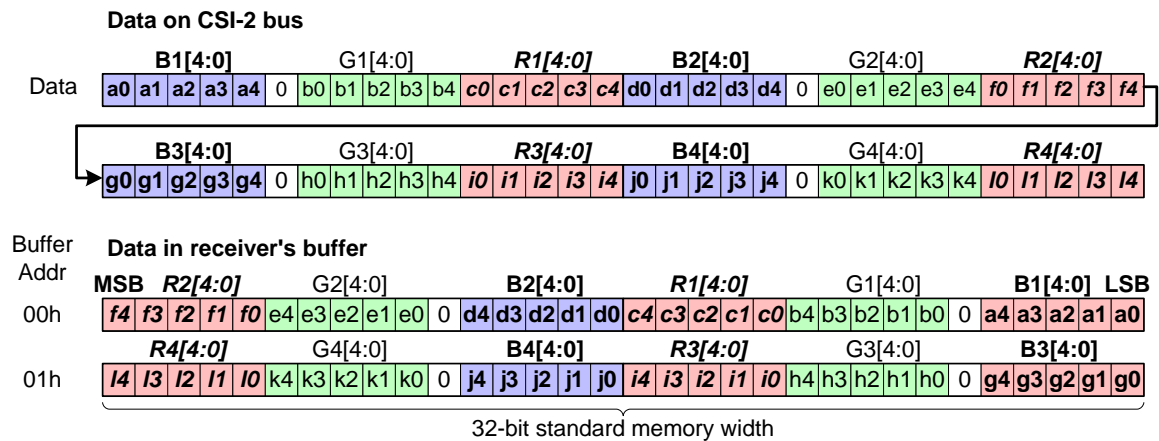 Data on CSI-2 bus
B1[4:0] G1[4:0] R1[4:0] B2[4:0] G2[4:0] R2[4:0]
Data a0 a1 a2 a3 a4 0 b0 b1 b2 b3 b4 c0 c1 c2 c3 c4 d0 d1 d2 d3 d4 0 e0 e1 e2 e3 e4 f0 f1 f2 f3 f4
B3[4:0] G3[4:0] R3[4:0] B4[4:0] G4[4:0] R4[4:0]
g0 g1 g2 g3 g4 0 h0 h1 h2 h3 h4 i0 i1 i2 i3 i4 j0 j1 j2 j3 j4 0 k0 k1 k2 k3 k4 l0 l1 l2 l3 l4
Buffer Addr
Data in receiver's buffer
MSB R2[4:0] G2[4:0] B2[4:0] R1[4:0] G1[4:0] B1[4:0] LSB
00h f4 f3 f2 f1 f0 e4 e3 e2 e1 e0 0 d4 d3 d2 d1 d0 c4 c3 c2 c1 c0 b4 b3 b2 b1 b0 0 a4 a3 a2 a1 a0
R4[4:0] G4[4:0] B4[4:0] R3[4:0] G3[4:0] B3[4:0]
01h l4 l3 l2 l1 l0 k4 k3 k2 k1 k0 0 j4 j3 j2 j1 j0 i4 i3 i2 i1 i0 h4 h3 h2 h1 h0 0 g4 g3 g2 g1 g0
32-bit standard memory width